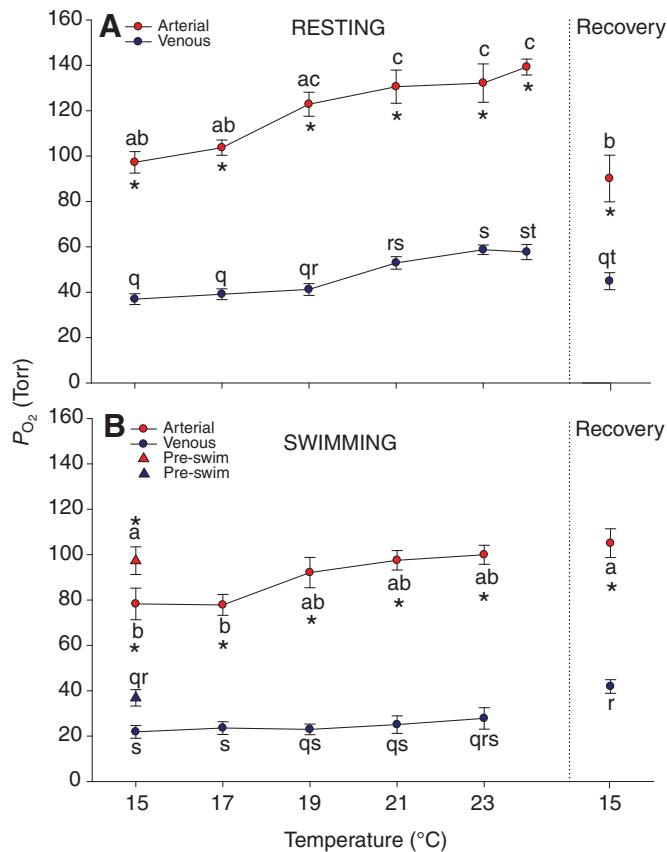 A
Arterial
Venous
RESTING
Recovery
160
140
120
100
80
60
40
20
0
ab
ab
ac
c
c
c
b
*
*
*
*
*
*
*
q
q
qr
rs
s
st
qt
PO2 (Torr)
B
Arterial
Venous
Pre-swim
Pre-swim
SWIMMING
Recovery
160
140
120
100
80
60
40
20
0
*
a
b
*
b
*
ab
*
ab
*
ab
*
a
*
qr
s
s
qs
qs
qrs
r
15 17 19 21 23 15
Temperature (°C)